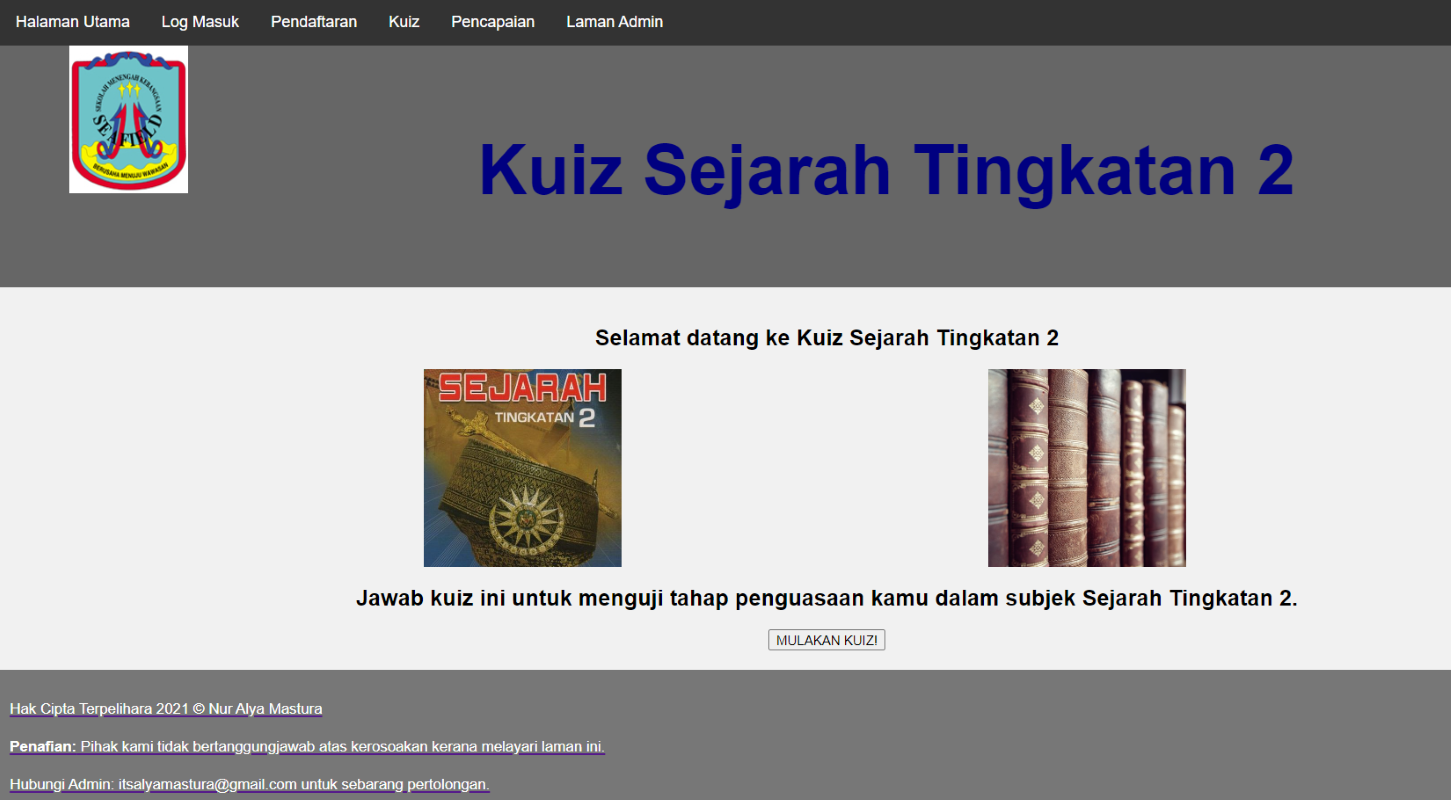 Halaman Utama Log Masuk Pendaftaran Kuiz Pencapaian Laman Admin
SEKOLAH MENENGAH KEBANGSAAN
SEAFIELD
BERUSAHA MENUJU WAWASAN
Kuiz Sejarah Tingkatan 2
Selamat datang ke Kuiz Sejarah Tingkatan 2
SEJARAH
TINGKATAN 2
Jawab kuiz ini untuk menguji tahap penguasaan kamu dalam subjek Sejarah Tingkatan 2.
MULAKAN KUIZ!
Hak Cipta Terpelihara 2021 © Nur Alya Mastura
Penafian: Pihak kami tidak bertanggungjawab atas kerosoakan kerana melayari laman ini.
Hubungi Admin: itsalyamastura@gmail.com untuk sebarang pertolongan.